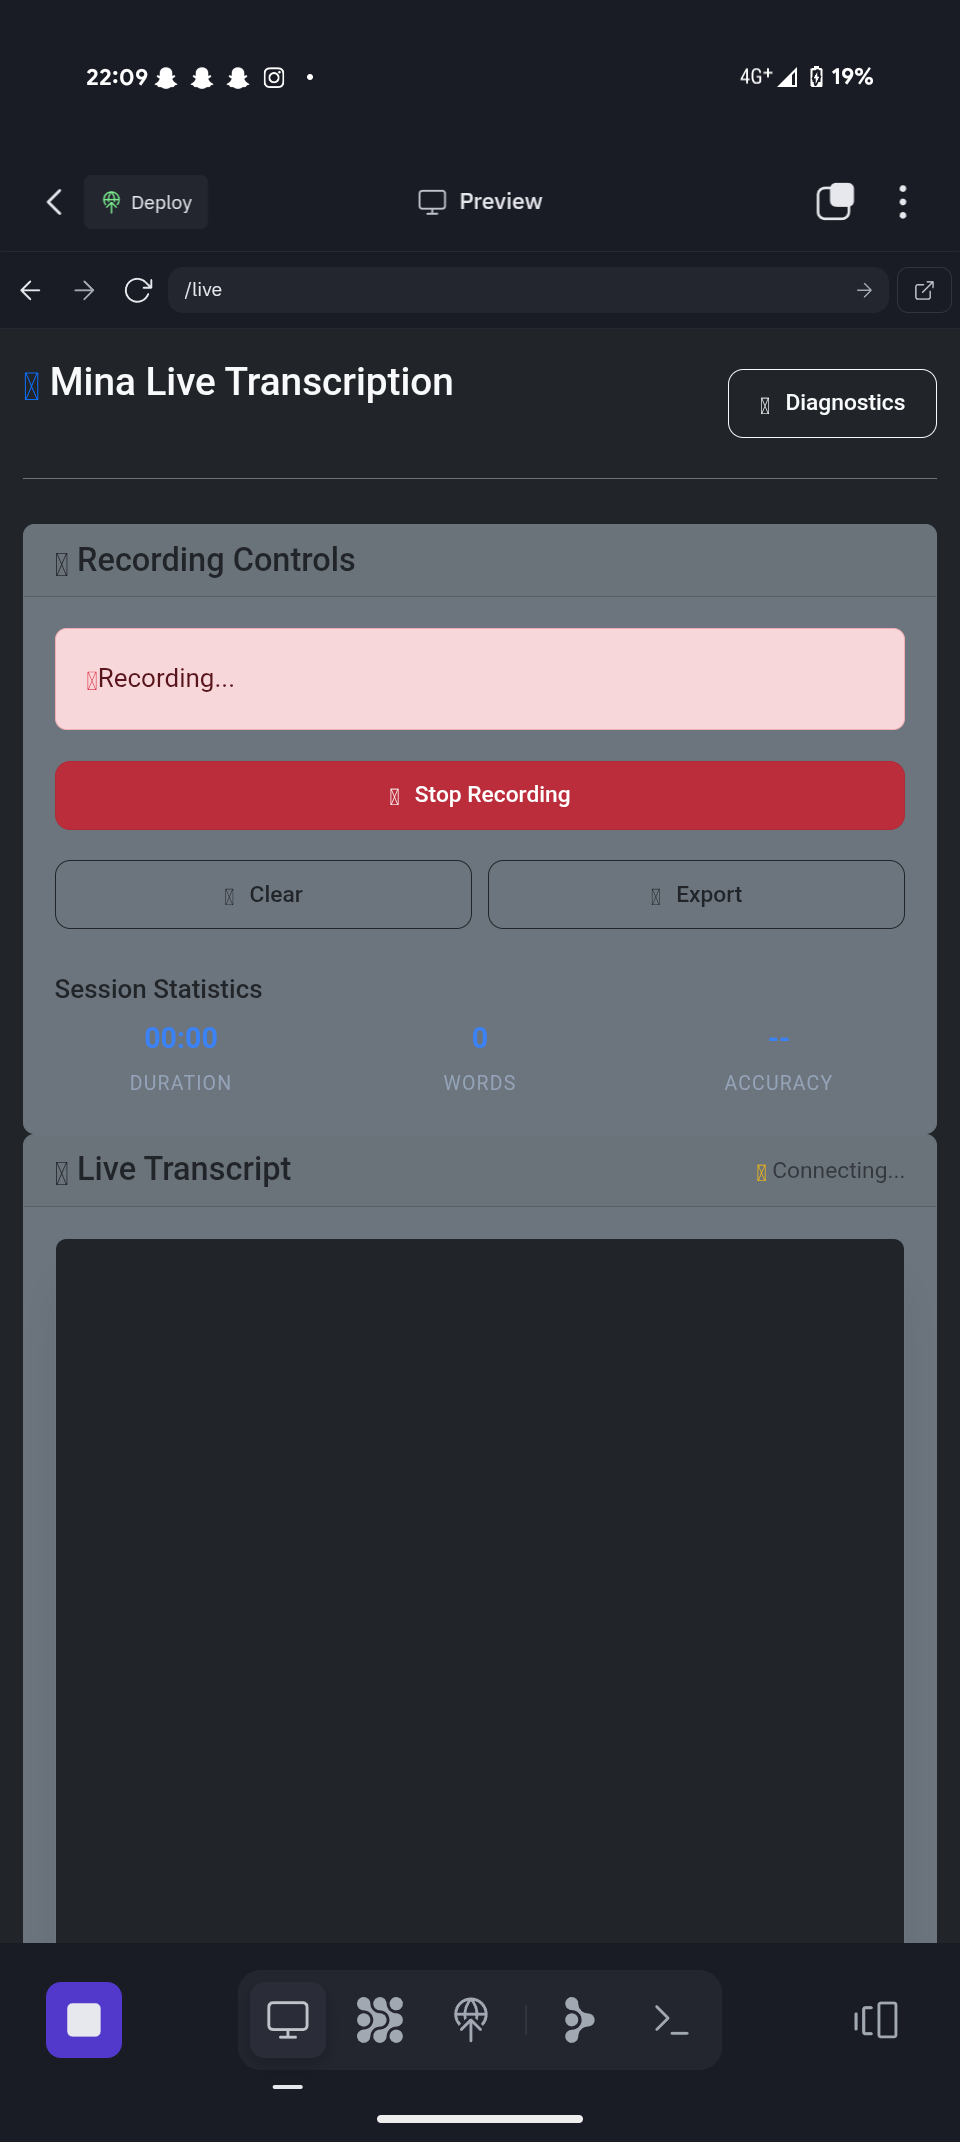 22:09
4G+ 19%
Deploy
Preview
/live
Mina Live Transcription
Diagnostics
Recording Controls
Recording...
Stop Recording
Clear
Export
Session Statistics
00:00
0
--
DURATION
WORDS
ACCURACY
Live Transcript
Connecting...